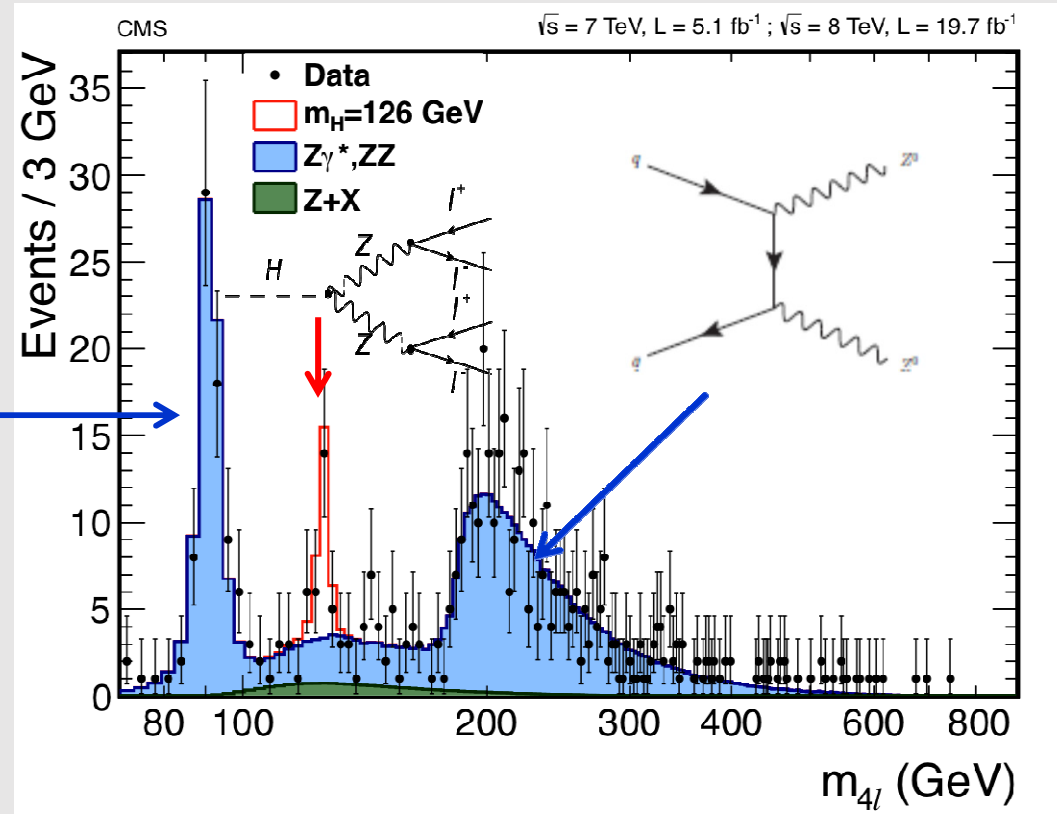 CMS
√s = 7 TeV, L = 5.1 fb⁻¹ ; √s = 8 TeV, L = 19.7 fb⁻¹
Events / 3 GeV
35
30
25
20
15
10
5
0
Data
m_H=126 GeV
Zγ*,ZZ
Z+X
H
Z
Z
l⁺
l⁻
l⁺
l⁻
q
q
Z⁰
Z⁰
80
100
200
300
400
600
800
m_4l (GeV)